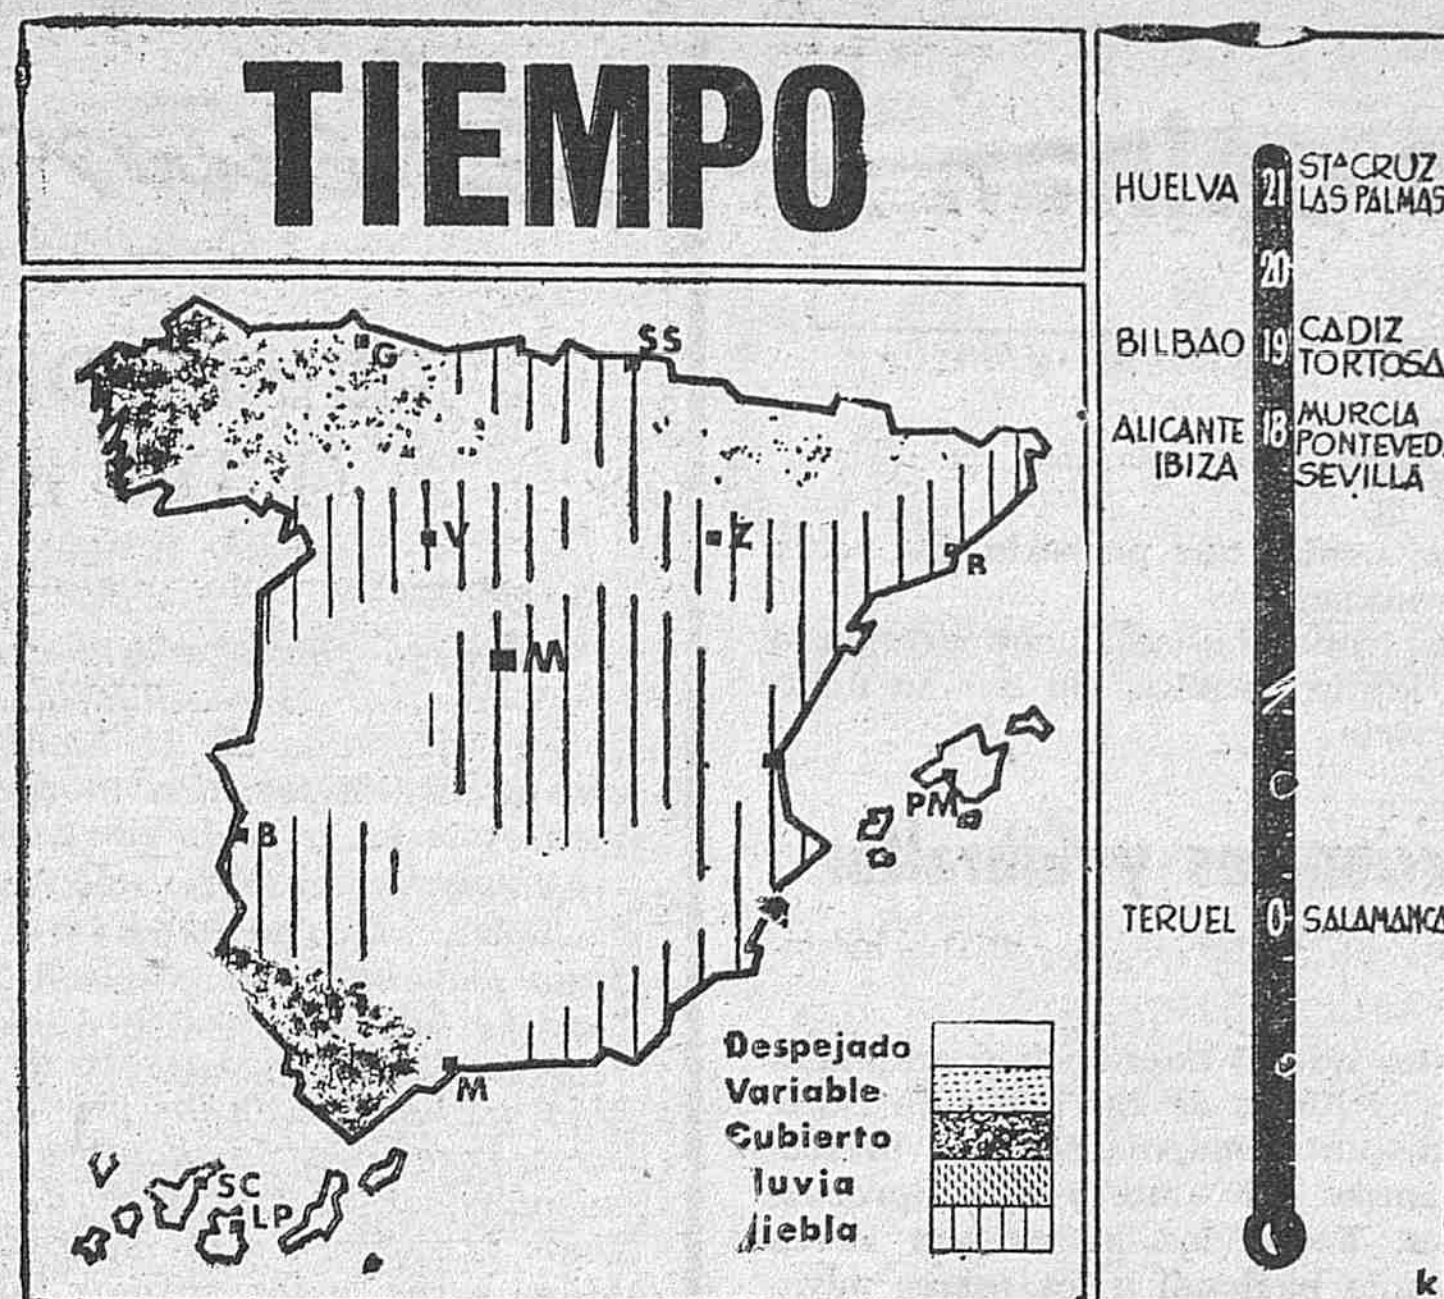 TIEMPO
G
SS
V
Z
B
M
PM
B
M
SC
LP
Despejado
Variable
Cubierto
luvia
iebla
HUELVA 21 STᴬ CRUZ
LAS PALMAS
20
BILBAO 19 CADIZ
TORTOSA
ALICANTE 18 MURCIA
IBIZA PONTEVED
SEVILLA
TERUEL 0 SALAMANCA
k